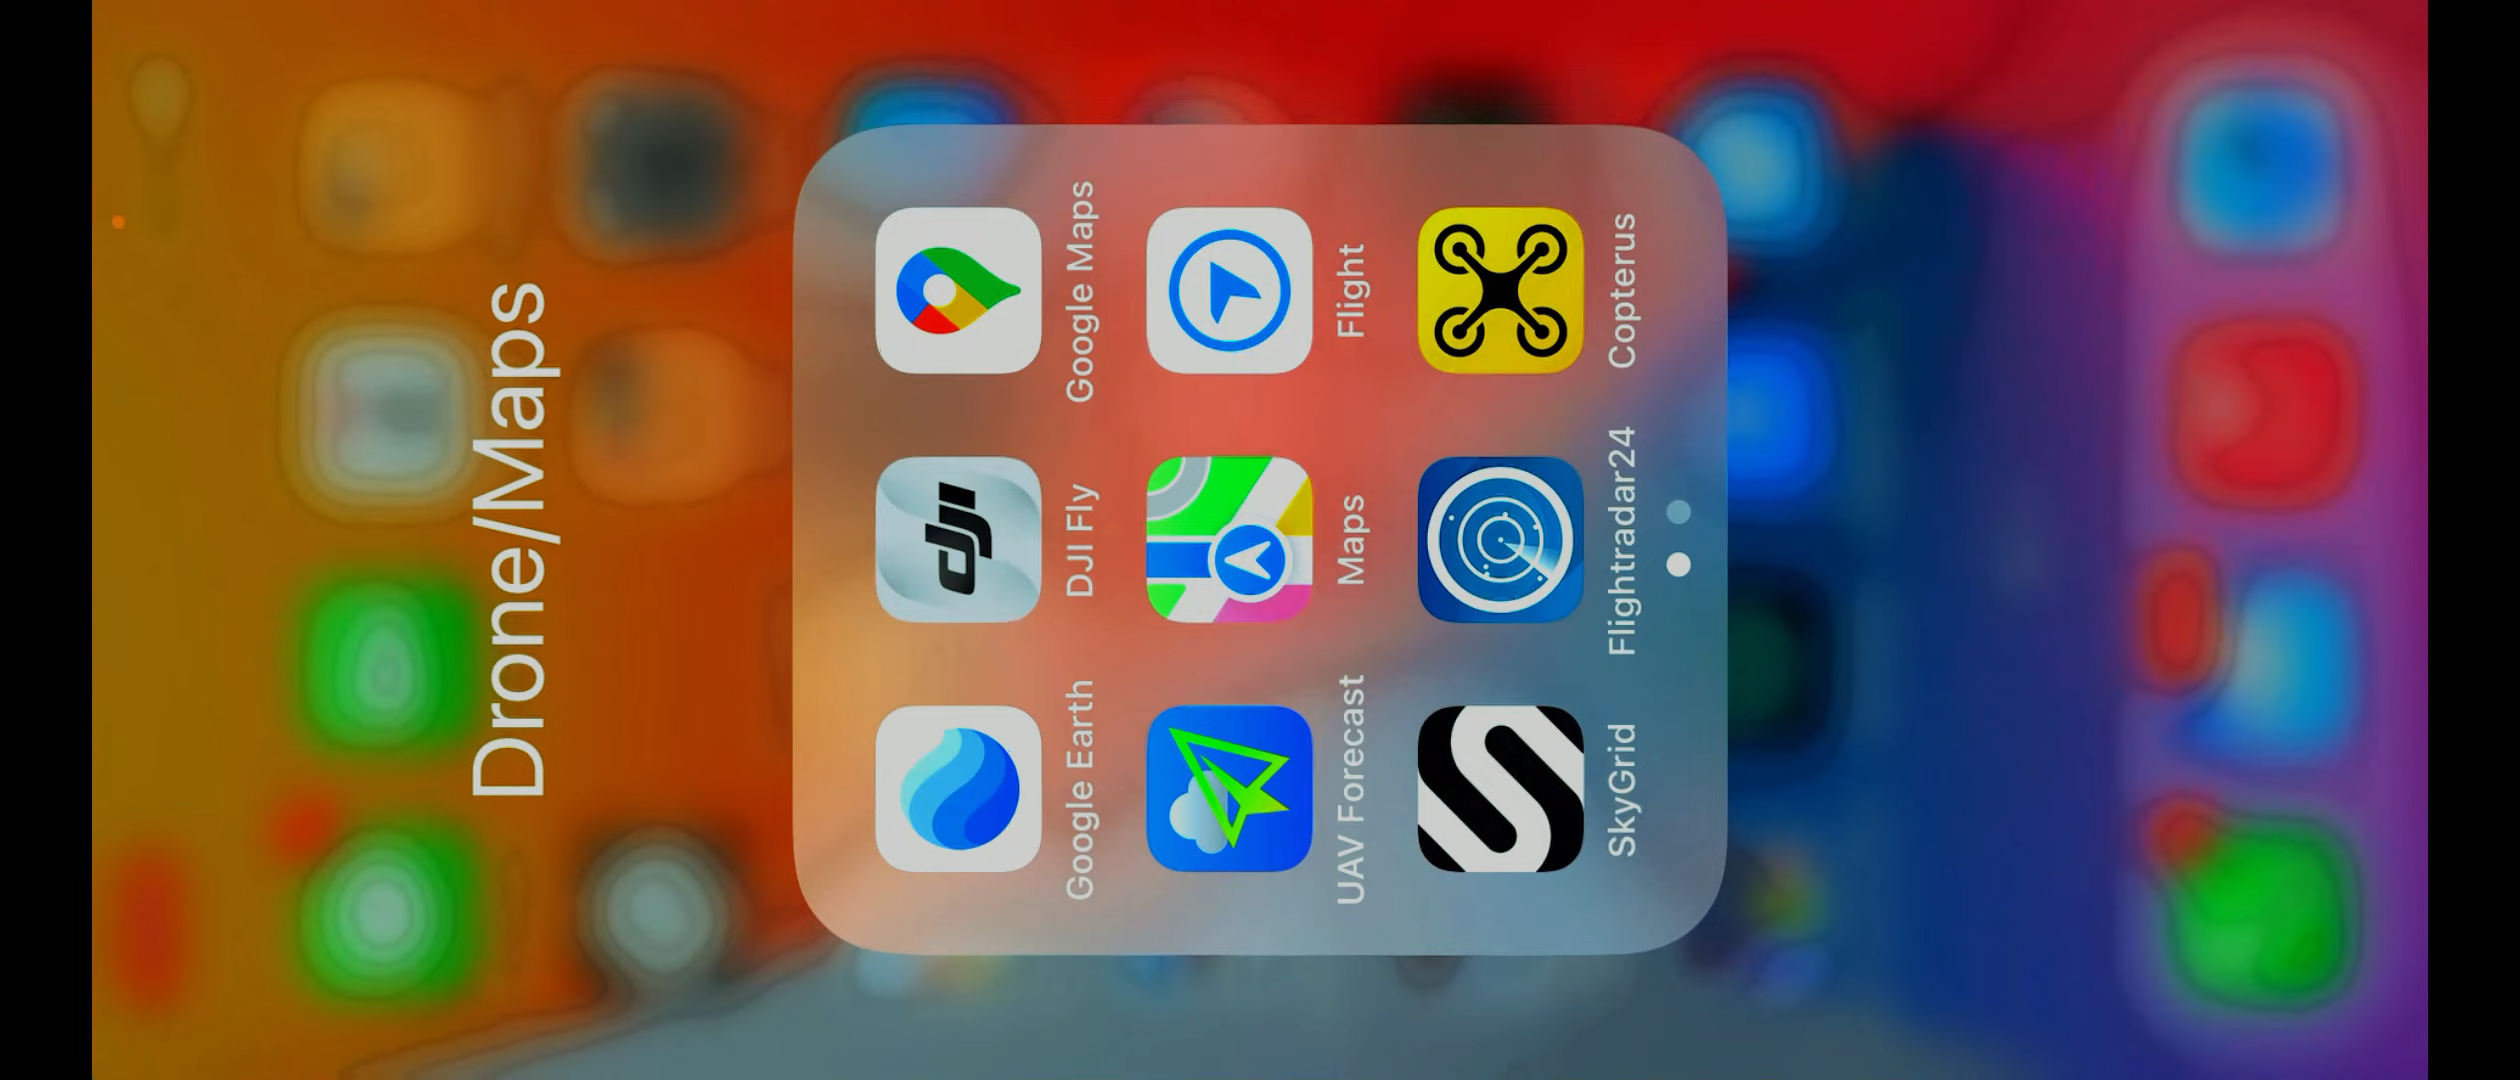 Drone/Maps
Google Earth DJI Fly Google Maps
UAV Forecast Maps Flight
SkyGrid Flightradar24 Copterus